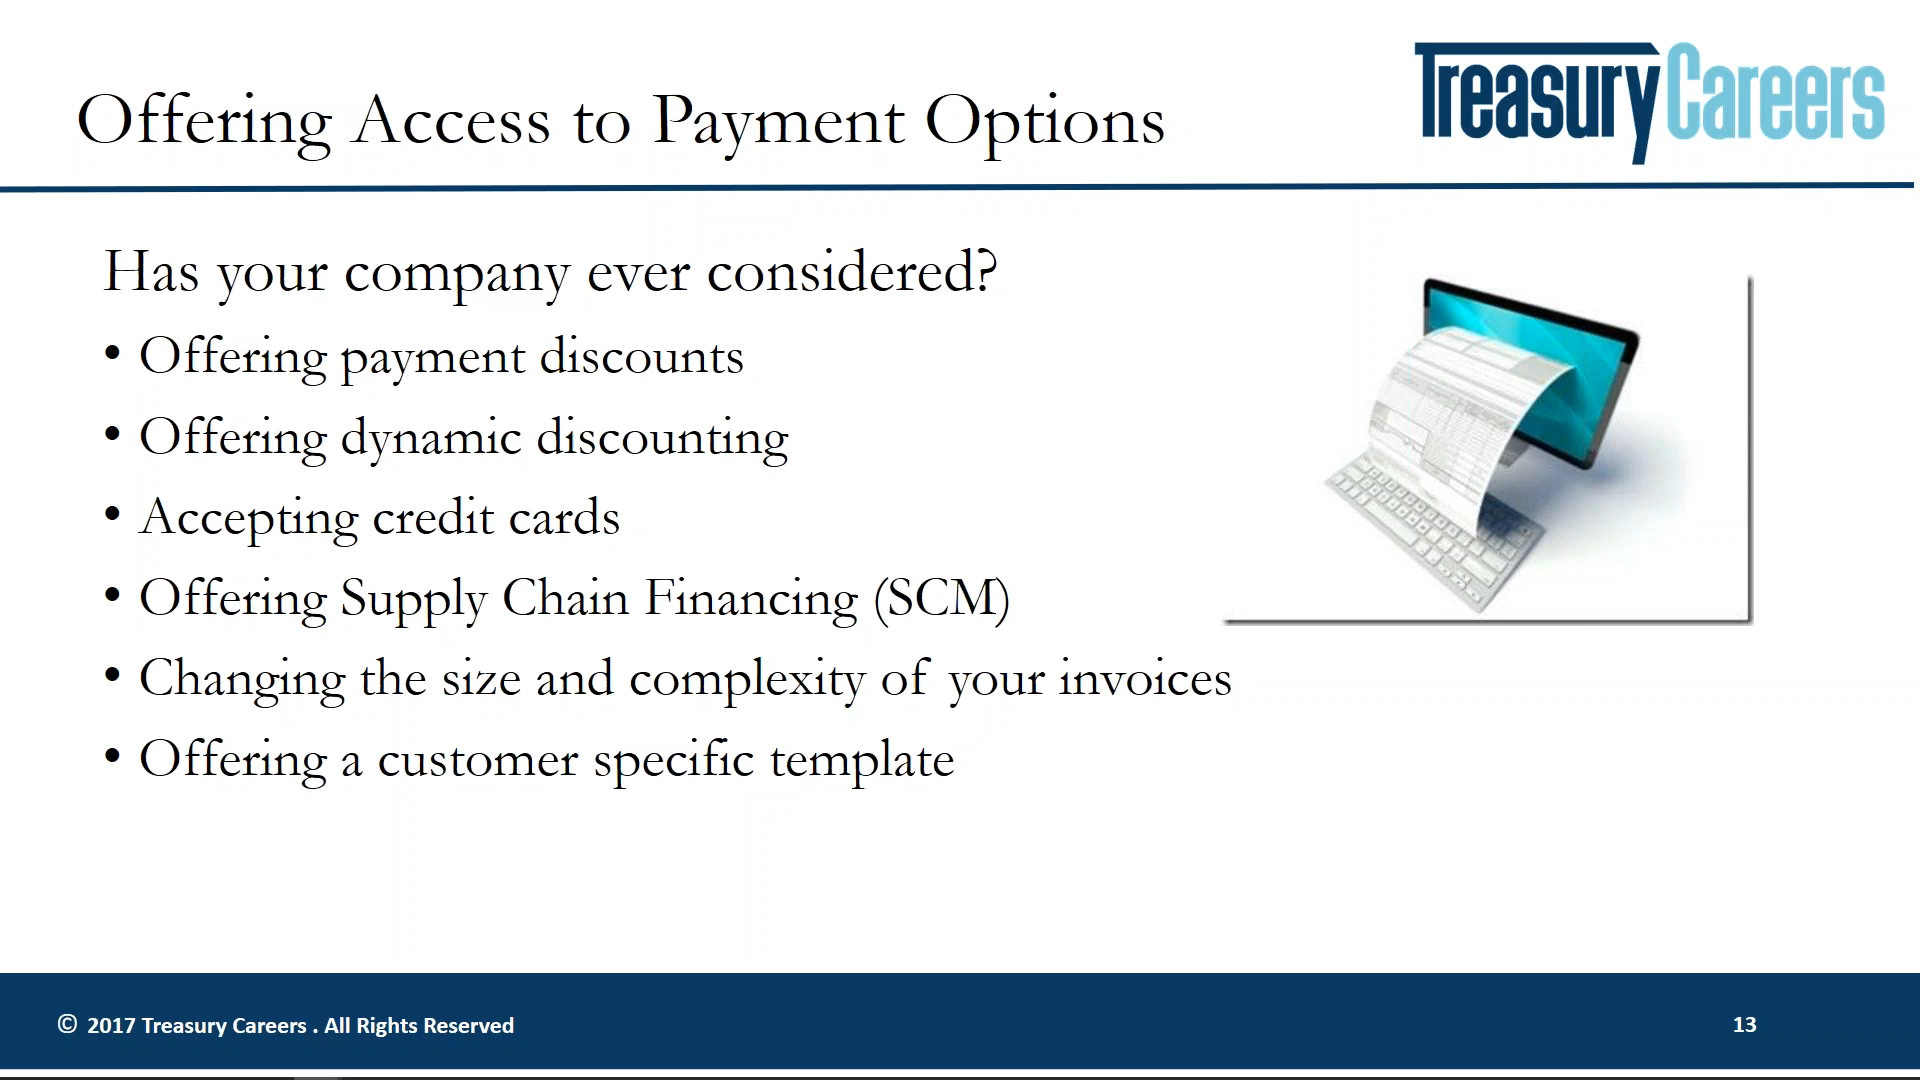 Offering Access to Payment Options
TreasuryCareers
Has your company ever considered?
• Offering payment discounts
• Offering dynamic discounting
• Accepting credit cards
• Offering Supply Chain Financing (SCM)
• Changing the size and complexity of your invoices
• Offering a customer specific template
© 2017 Treasury Careers . All Rights Reserved
13